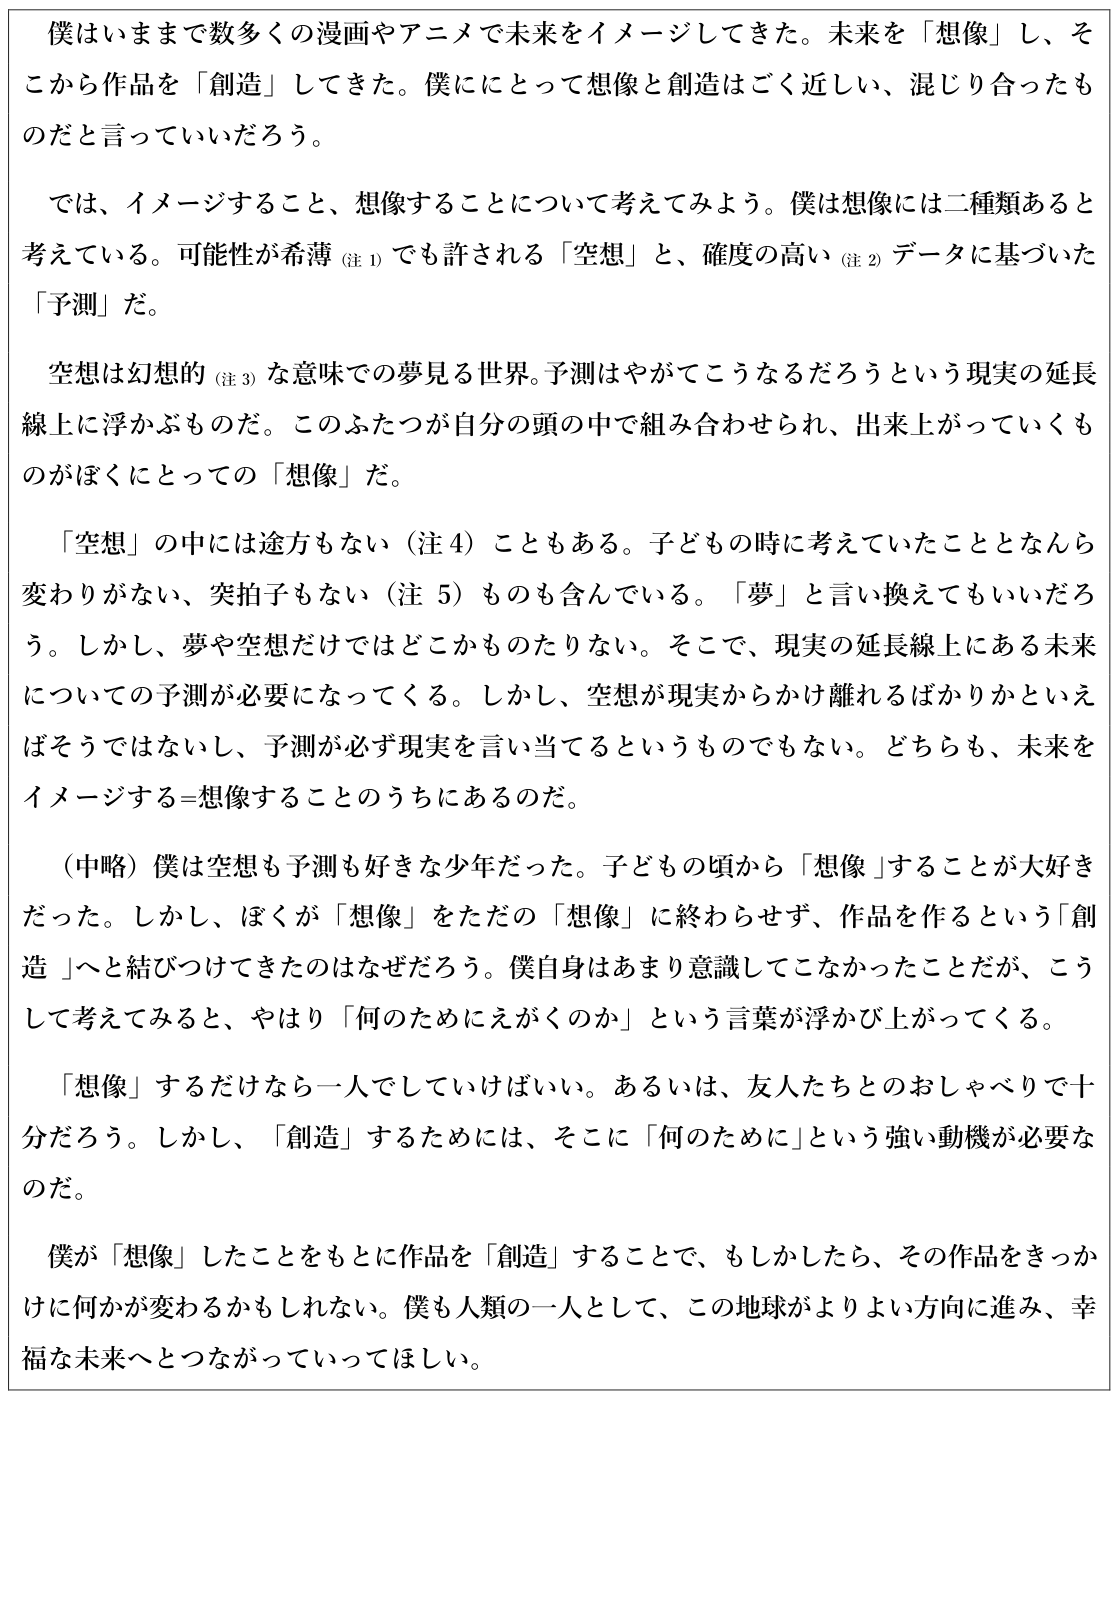 僕はいままで数多くの漫画やアニメで未来をイメージしてきた。未来を「想像」し、そ
こから作品を「創造」してきた。僕ににとって想像と創造はごく近しい、混じり合ったも
のだと言っていいだろう。
では、イメージすること、想像することについて考えてみよう。僕は想像には二種類あると
考えている。可能性が希薄（注 1）でも許される「空想」と、確度の高い（注 2）データに基づいた
「予測」だ。
空想は幻想的（注 3）な意味での夢見る世界。予測はやがてこうなるだろうという現実の延長
線上に浮かぶものだ。このふたつが自分の頭の中で組み合わせられ、出来上がっていくも
のがぼくにとっての「想像」だ。
「空想」の中には途方もない（注 4）こともある。子どもの時に考えていたこととなんら
変わりがない、突拍子もない（注 5）ものも含んでいる。「夢」と言い換えてもいいだろ
う。しかし、夢や空想だけではどこかものたりない。そこで、現実の延長線上にある未来
についての予測が必要になってくる。しかし、空想が現実からかけ離れるばかりかといえ
ばそうではないし、予測が必ず現実を言い当てるというものでもない。どちらも、未来を
イメージする=想像することのうちにあるのだ。
（中略）僕は空想も予測も好きな少年だった。子どもの頃から「想像 」することが大好き
だった。しかし、ぼくが「想像」をただの「想像」に終わらせず、作品を作るという「創
造 」へと結びつけてきたのはなぜだろう。僕自身はあまり意識してこなかったことだが、こう
して考えてみると、やはり「何のためにえがくのか」という言葉が浮かび上がってくる。
「想像」するだけなら一人でしていけばいい。あるいは、友人たちとのおしゃべりで十
分だろう。しかし、「創造」するためには、そこに「何のために」という強い動機が必要な
のだ。
僕が「想像」したことをもとに作品を「創造」することで、もしかしたら、その作品をきっか
けに何かが変わるかもしれない。僕も人類の一人として、この地球がよりよい方向に進み、幸
福な未来へとつながっていってほしい。